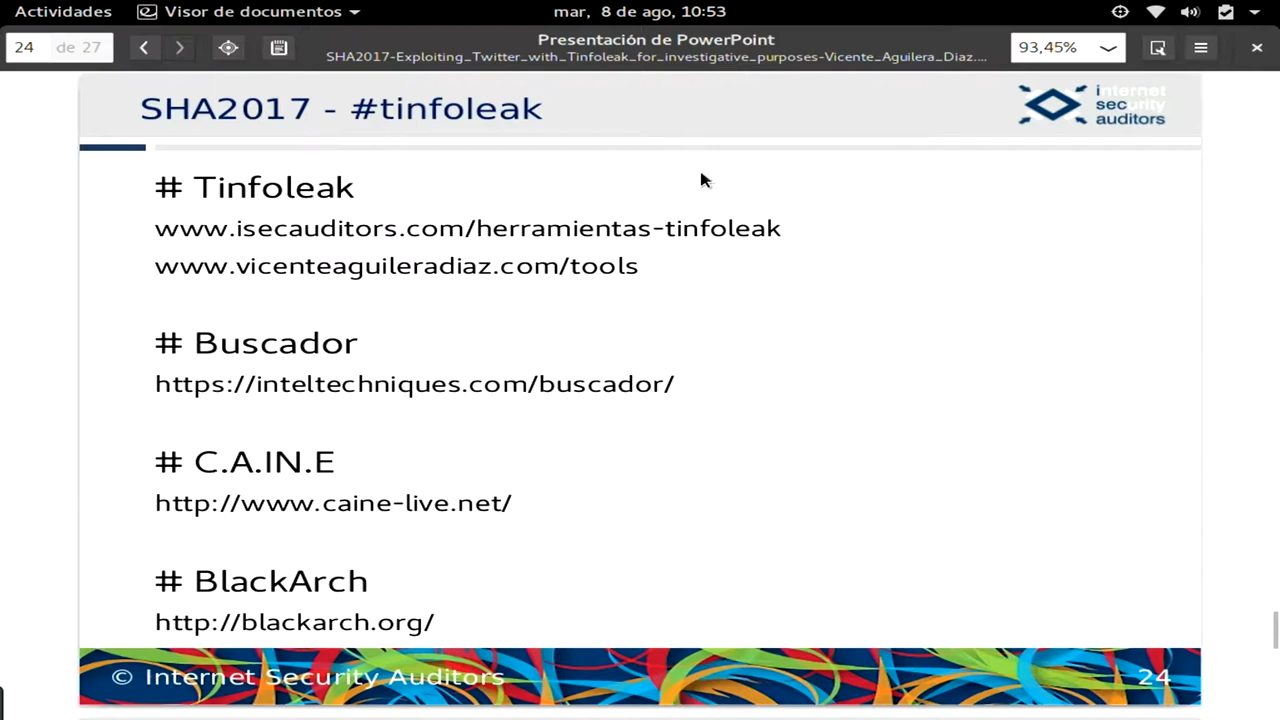 Actividades Visor de documentos mar, 8 de ago, 10:53
24 de 27 Presentación de PowerPoint 93,45%
SHA2017-Exploiting_Twitter_with_Tinfoleak_for_investigative_purposes-Vicente_Aguilera_Diaz....
SHA2017 - #tinfoleak
internet
security
auditors
# Tinfoleak
www.isecauditors.com/herramientas-tinfoleak
www.vicenteaguileradiaz.com/tools
# Buscador
https://inteltechniques.com/buscador/
# C.A.IN.E
http://www.caine-live.net/
# BlackArch
http://blackarch.org/
© Internet Security Auditors 24